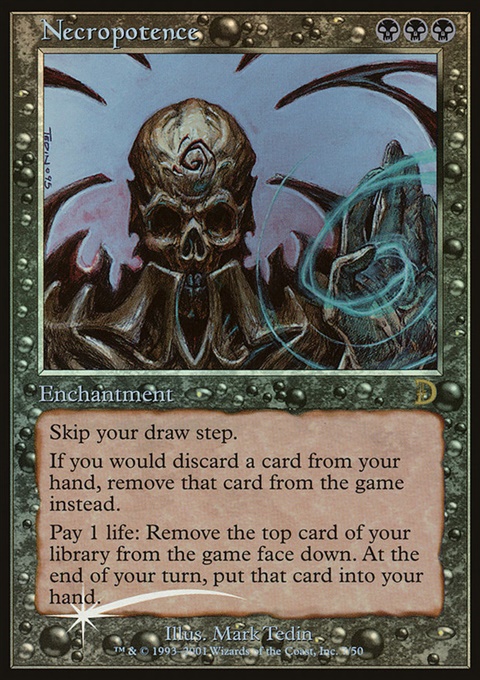 Necropotence
TEDIN © 95
Enchantment
D
Skip your draw step.
If you would discard a card from your
hand, remove that card from the game
instead.
Pay 1 life: Remove the top card of your
library from the game face down. At the
end of your turn, put that card into your
hand.
Illus. Mark Tedin
™ & © 1993–2001 Wizards of the Coast, Inc. /50